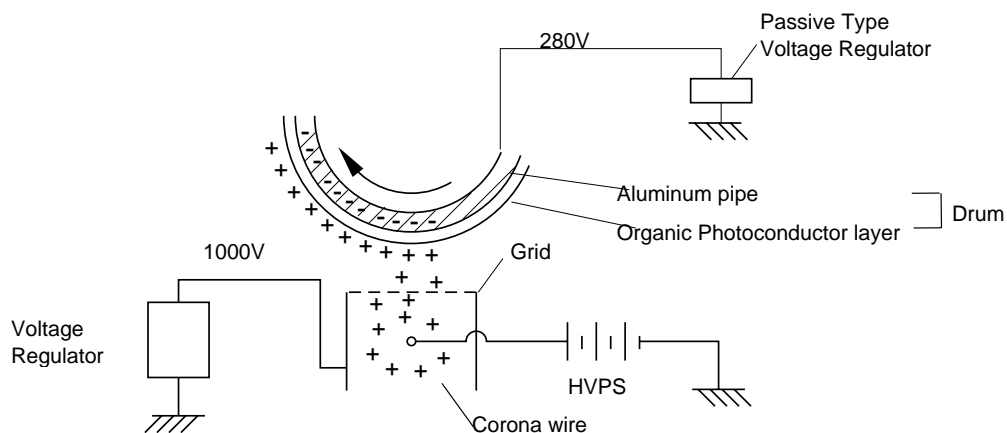 Passive Type
Voltage Regulator
280V
Aluminum pipe
Organic Photoconductor layer
Drum
1000V
Grid
Voltage
Regulator
HVPS
Corona wire